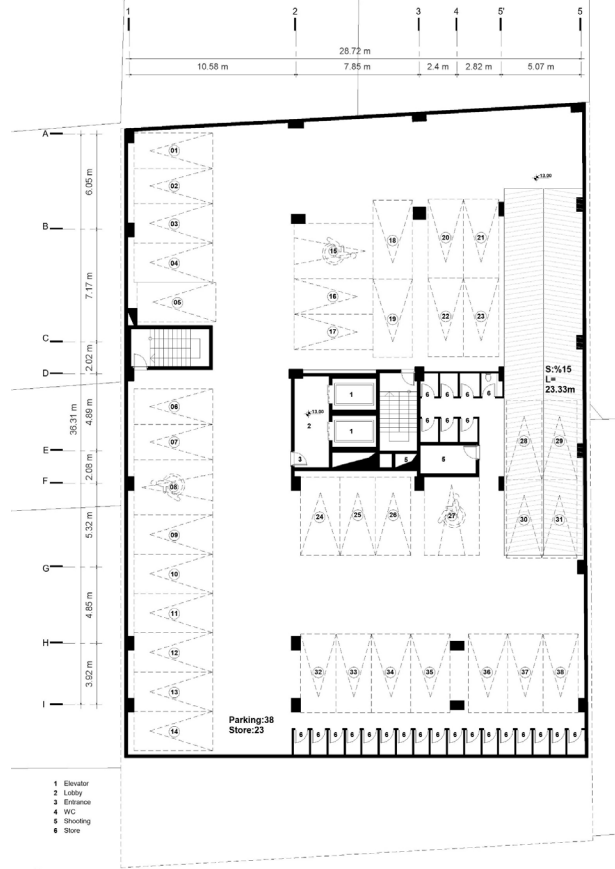 1
2
3
4
5'
5
28.72 m
10.58 m
7.85 m
2.4 m
2.82 m
5.07 m
A
B
C
D
E
F
G
H
I
6.05 m
7.17 m
2.02 m
4.89 m
2.08 m
5.32 m
4.85 m
3.92 m
36.31 m
01
02
03
04
05
06
07
08
09
10
11
12
13
14
15
16
17
18
19
20
21
22
23
-13.00
S:%15
L=
23.33m
1
1
-13.00
2
3
5
5
6 6 6 6
6 6 6
24
25
26
27
28
29
30
31
32
33
34
35
36
37
38
Parking:38
Store:23
6 6 6 6 6 6 6 6 6 6 6 6 6 6 6 6 6
1 Elevator
2 Lobby
3 Entrance
4 WC
5 Shooting
6 Store